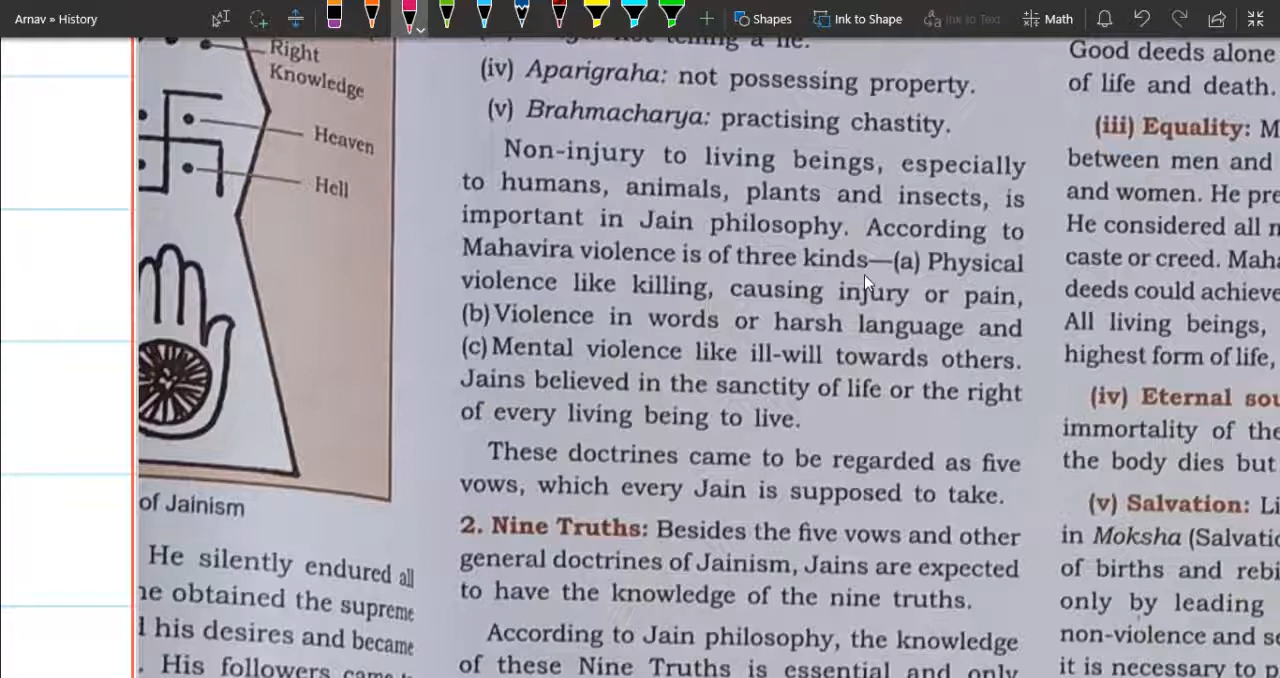 Arnav » History
Shapes
Ink to Shape
Ink to Text
Math
Right
Knowledge
Heaven
Hell
of Jainism
He silently endured all
he obtained the supreme
his desires and became
His followers came
telling a lie.
(iv) Aparigraha: not possessing property.
(v) Brahmacharya: practising chastity.
Non-injury to living beings, especially
to humans, animals, plants and insects, is
important in Jain philosophy. According to
Mahavira violence is of three kinds—(a) Physical
violence like killing, causing injury or pain,
(b) Violence in words or harsh language and
(c) Mental violence like ill-will towards others.
Jains believed in the sanctity of life or the right
of every living being to live.
These doctrines came to be regarded as five
vows, which every Jain is supposed to take.
2. Nine Truths: Besides the five vows and other
general doctrines of Jainism, Jains are expected
to have the knowledge of the nine truths.
According to Jain philosophy, the knowledge
of these Nine Truths is essential and only
Good deeds alone
of life and death.
(iii) Equality: M
between men and
and women. He pre
He considered all n
caste or creed. Maha
deeds could achieve
All living beings,
highest form of life,
(iv) Eternal sou
immortality of the
the body dies but
(v) Salvation: Li
in Moksha (Salvatio
of births and rebi
only by leading
non-violence and se
it is necessary to p